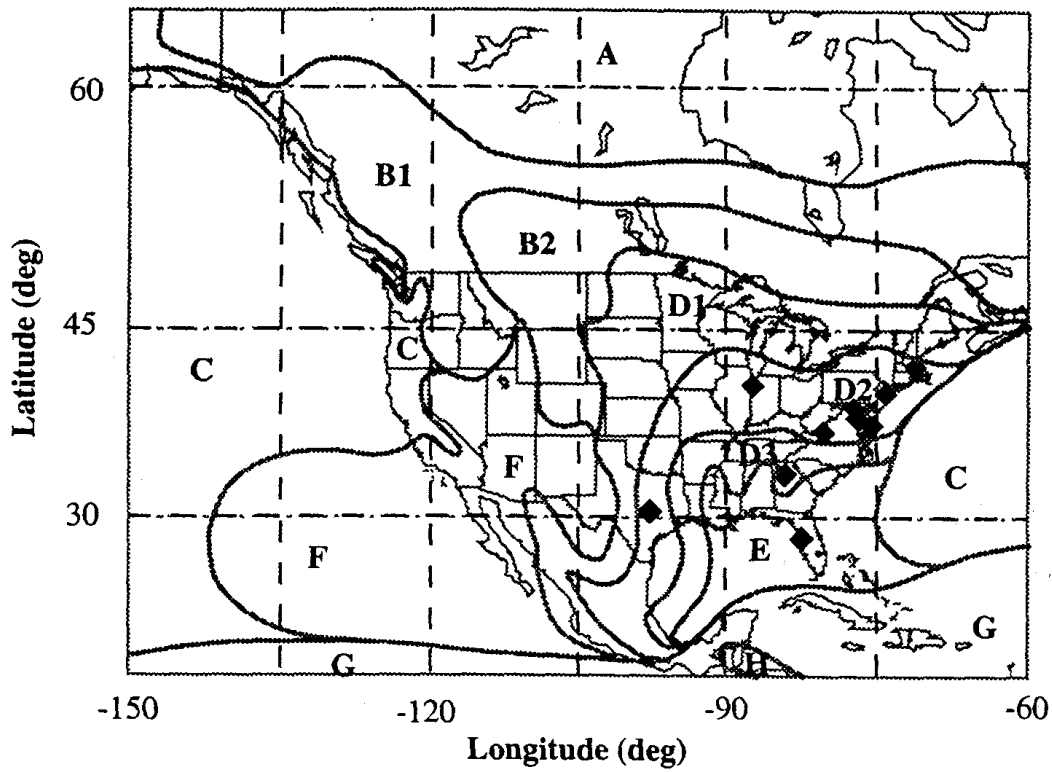 A
60
B1
B2
D1
45
C
C
Latitude (deg)
D2
D3
F
C
30
E
F
G
G
H
-150
-120
-90
-60
Longitude (deg)